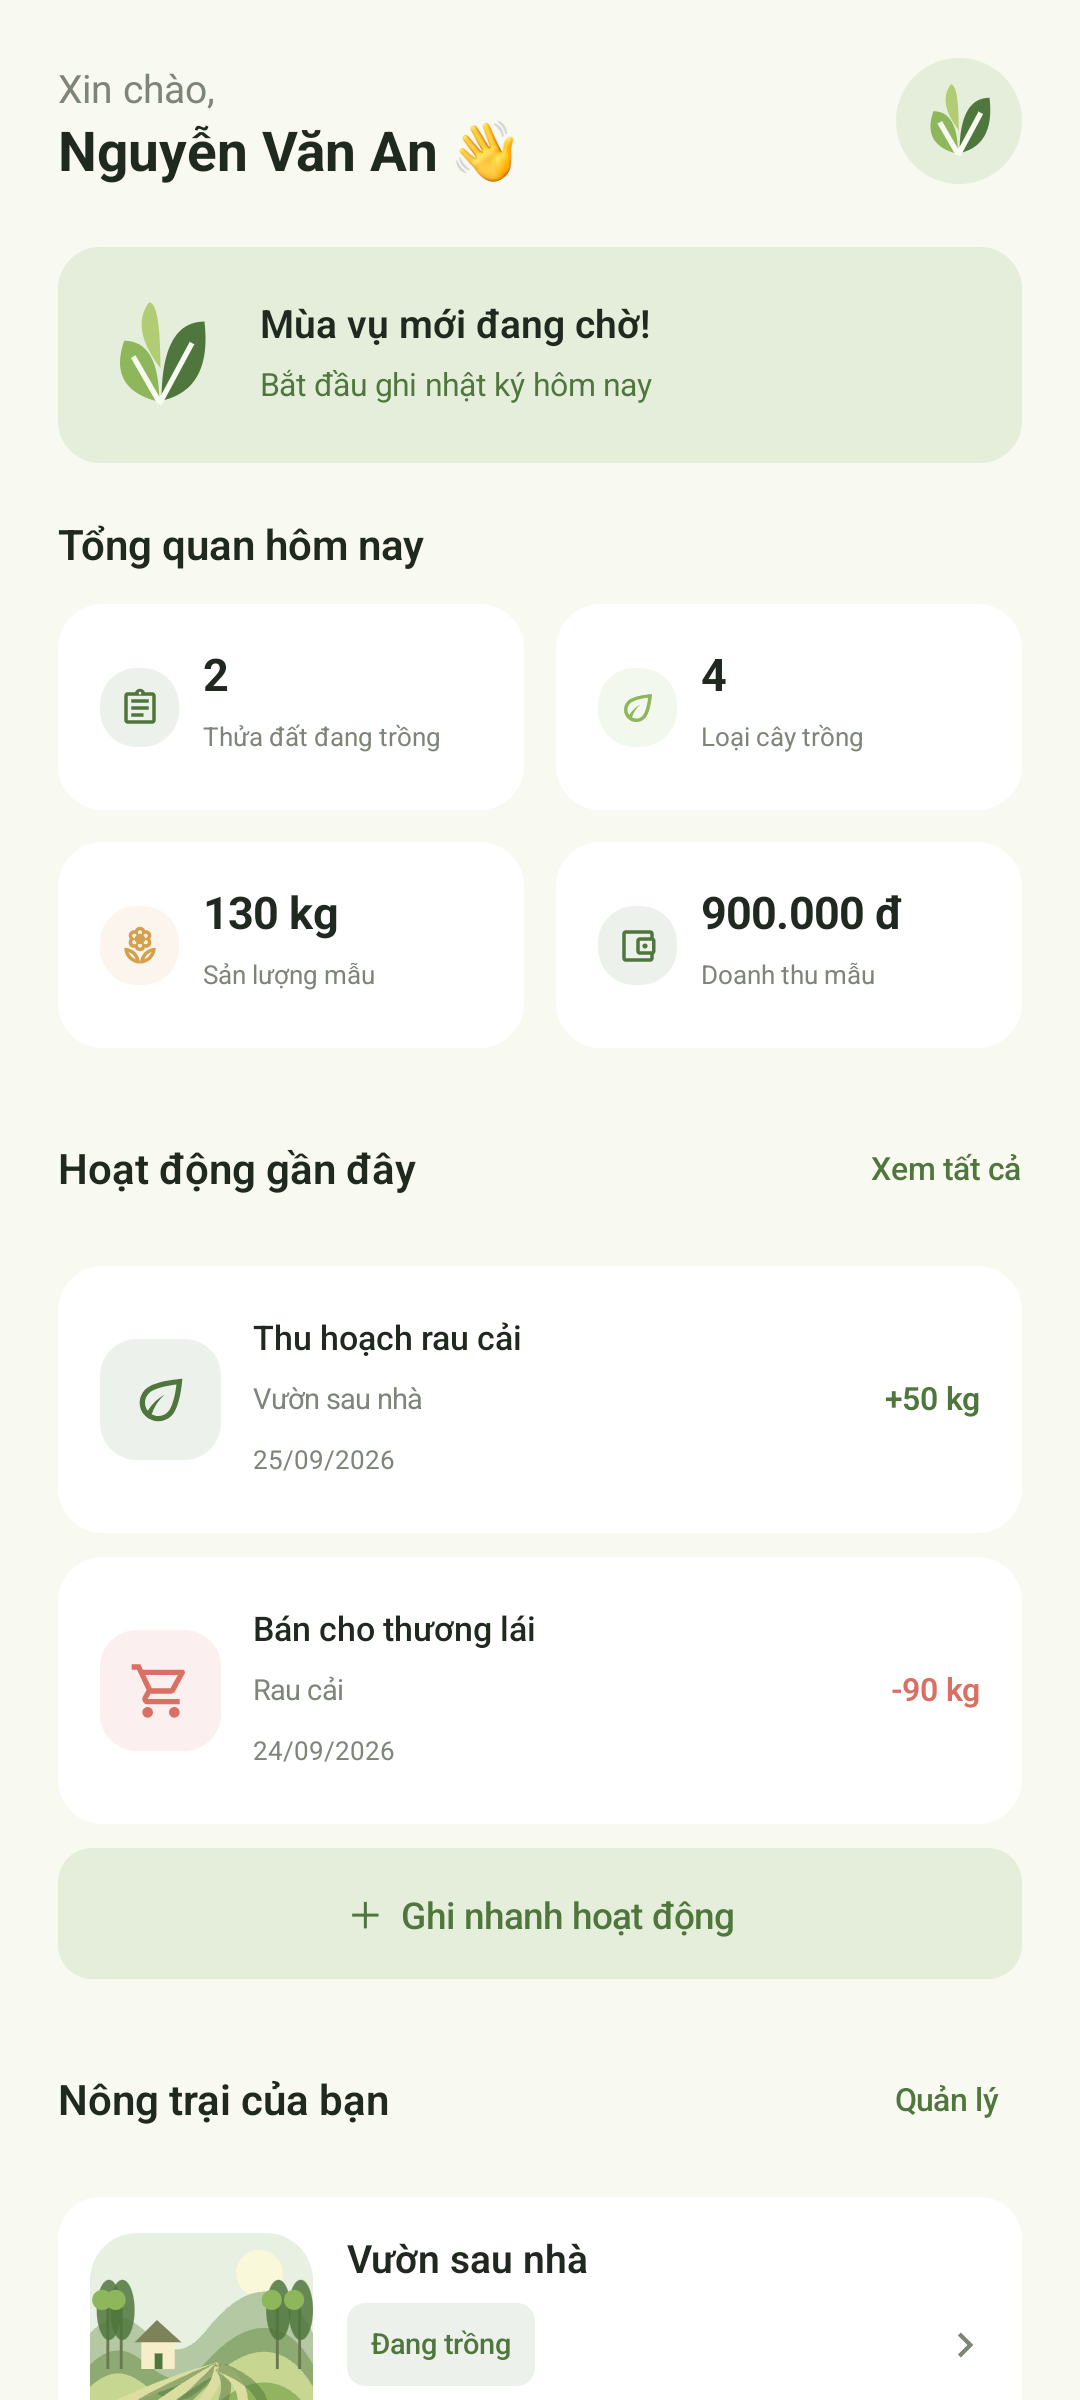 Xin chào,
Nguyễn Văn An 👋
Mùa vụ mới đang chờ!
Bắt đầu ghi nhật ký hôm nay
Tổng quan hôm nay
2
Thửa đất đang trồng
4
Loại cây trồng
130 kg
Sản lượng mẫu
900.000 đ
Doanh thu mẫu
Hoạt động gần đây
Xem tất cả
Thu hoạch rau cải
Vườn sau nhà
25/09/2026
+50 kg
Bán cho thương lái
Rau cải
24/09/2026
-90 kg
+ Ghi nhanh hoạt động
Nông trại của bạn
Quản lý
Vườn sau nhà
Đang trồng